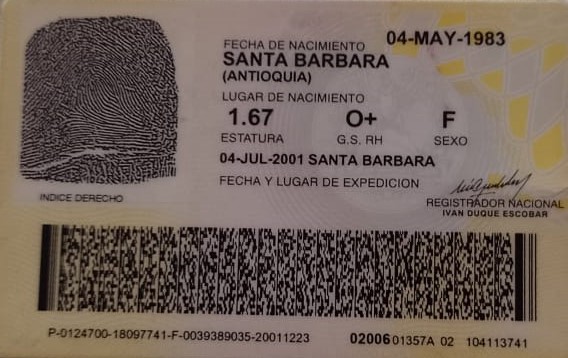 FECHA DE NACIMIENTO 04-MAY-1983
SANTA BARBARA
(ANTIOQUIA)
LUGAR DE NACIMIENTO
1.67 O+ F
ESTATURA G.S. RH SEXO
04-JUL-2001 SANTA BARBARA
FECHA Y LUGAR DE EXPEDICION
REGISTRADOR NACIONAL
IVAN DUQUE ESCOBAR
INDICE DERECHO
P-0124700-18097741-F-0039389035-20011223 02006 01357A 02 104113741